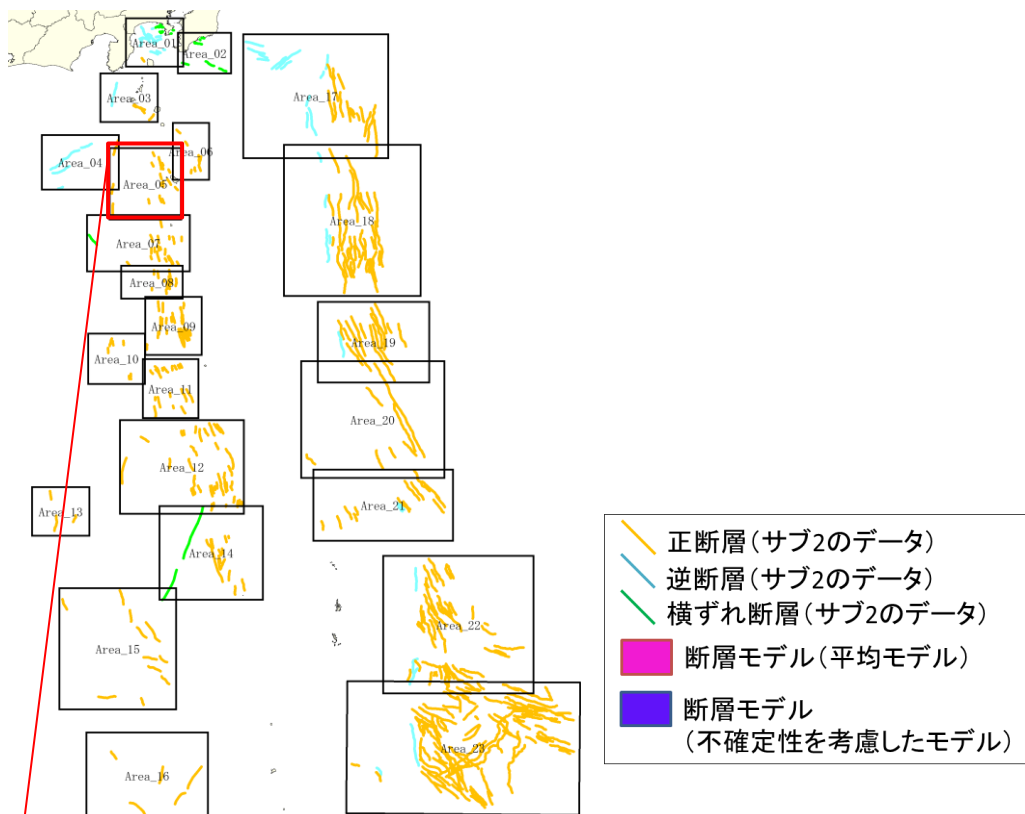 Area_01
Area_02
Area_03
Area_04
Area_05
Area_06
Area_07
Area_08
Area_09
Area_10
Area_11
Area_12
Area_13
Area_14
Area_15
Area_16
Area_17
Area_18
Area_19
Area_20
Area_21
Area_22
Area_23
正断層(サブ2のデータ)
逆断層(サブ2のデータ)
横ずれ断層(サブ2のデータ)
断層モデル(平均モデル)
断層モデル
(不確定性を考慮したモデル)